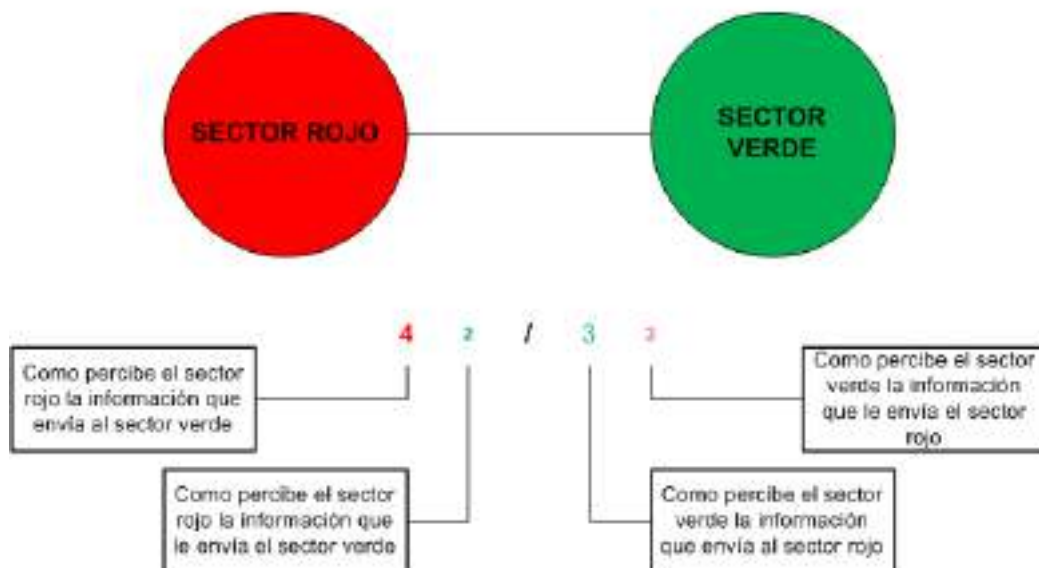 SECTOR ROJO
SECTOR
VERDE
4 2 / 3
Como percibe el sector
rojo la información que
envía al sector verde
Como percibe el sector
verde la información
que le envía el sector
rojo
Como percibe el sector
rojo la información que
le envía el sector verde
Como percibe el sector
verde la información
que envía al sector rojo